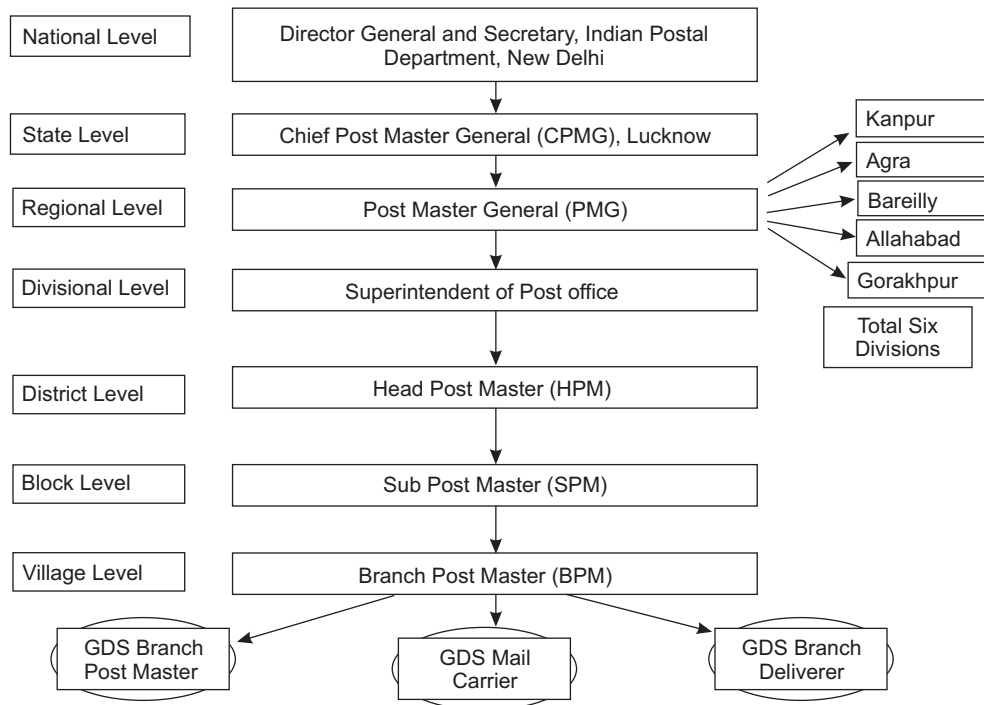 National Level
Director General and Secretary, Indian Postal
Department, New Delhi
State Level
Chief Post Master General (CPMG), Lucknow
Kanpur
Agra
Regional Level
Post Master General (PMG)
Bareilly
Allahabad
Gorakhpur
Divisional Level
Superintendent of Post office
Total Six
Divisions
District Level
Head Post Master (HPM)
Block Level
Sub Post Master (SPM)
Village Level
Branch Post Master (BPM)
GDS Branch
Post Master
GDS Mail
Carrier
GDS Branch
Deliverer